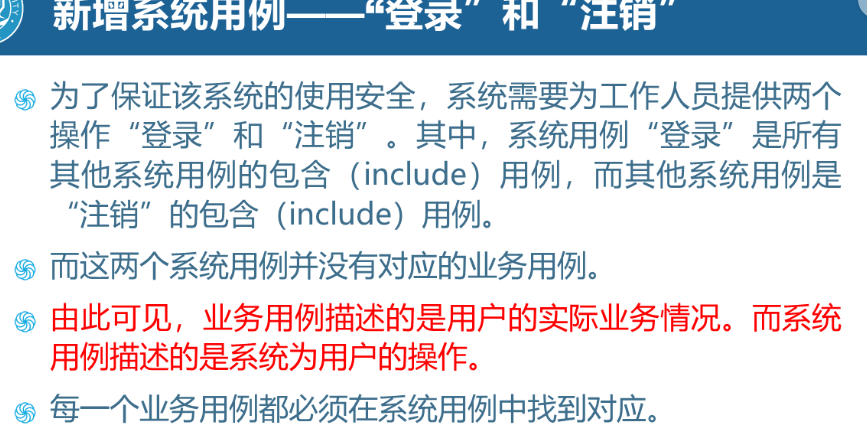 新增系统用例——“登录”和“注销”
为了保证该系统的使用安全，系统需要为工作人员提供两个
操作“登录”和“注销”。其中，系统用例“登录”是所有
其他系统用例的包含（include）用例，而其他系统用例是
“注销”的包含（include）用例。
而这两个系统用例并没有对应的业务用例。
由此可见，业务用例描述的是用户的实际业务情况。而系统
用例描述的是系统为用户的操作。
每一个业务用例都必须在系统用例中找到对应。